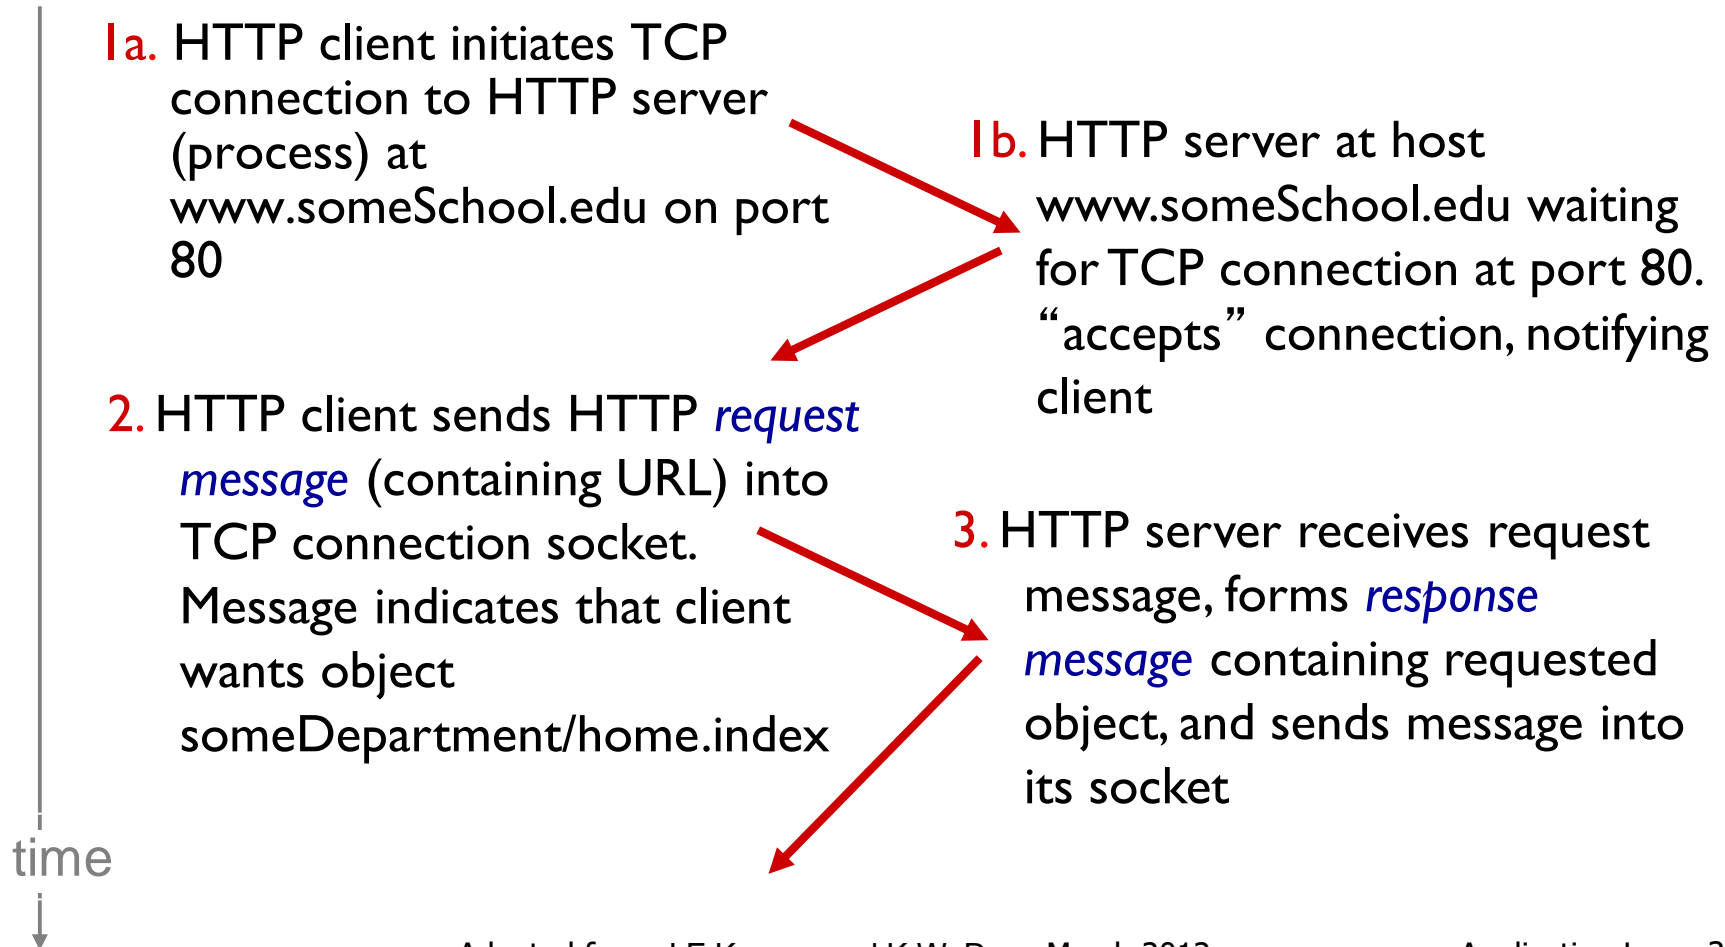 1a. HTTP client initiates TCP
connection to HTTP server
(process) at
www.someSchool.edu on port
80
1b. HTTP server at host
www.someSchool.edu waiting
for TCP connection at port 80.
“accepts” connection, notifying
client
2. HTTP client sends HTTP request
message (containing URL) into
TCP connection socket.
Message indicates that client
wants object
someDepartment/home.index
3. HTTP server receives request
message, forms response
message containing requested
object, and sends message into
its socket
time